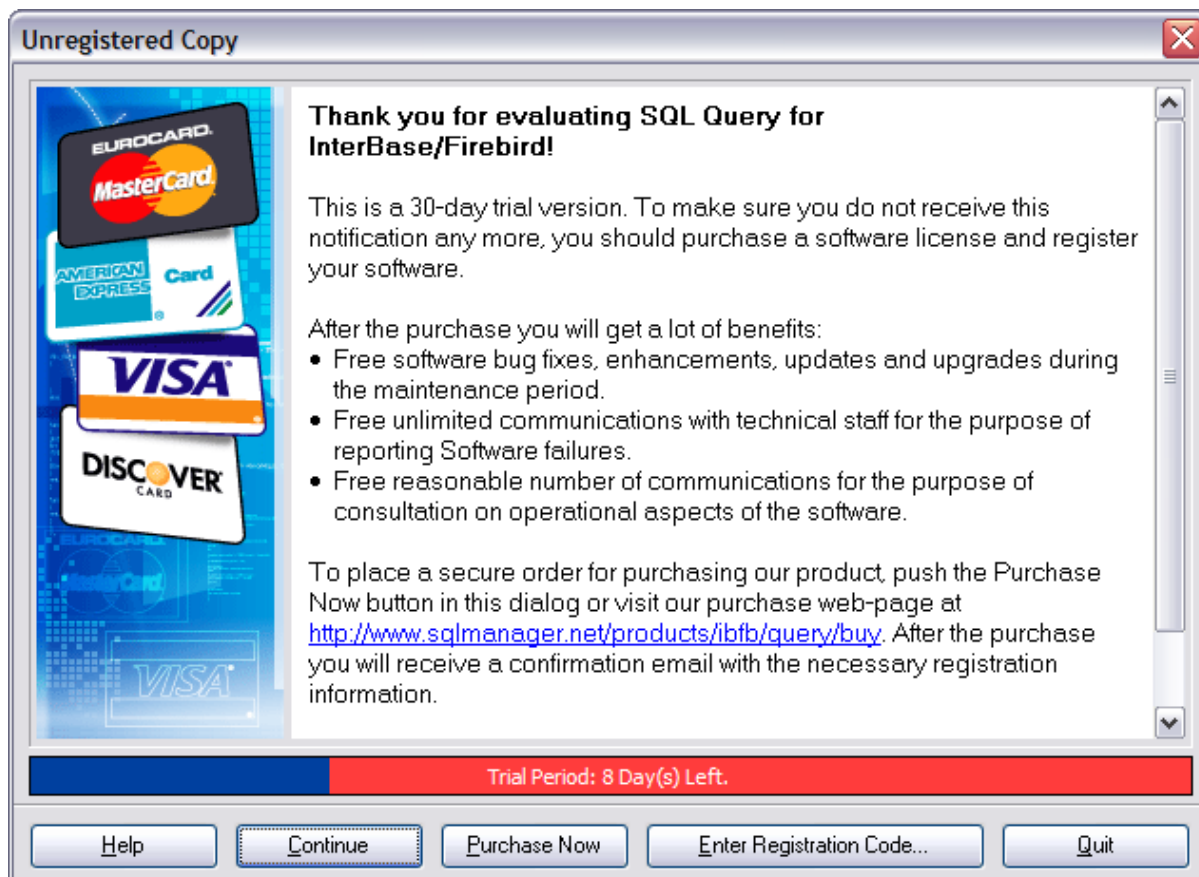 Unregistered Copy
EUROCARD.
MasterCard
AMERICAN Card
EXPRESS
®
VISA
DISCOVER
CARD
EUROCARD.
MasterCard
VISA
Thank you for evaluating SQL Query for
InterBase/Firebird!
This is a 30-day trial version. To make sure you do not receive this
notification any more, you should purchase a software license and register
your software.
After the purchase you will get a lot of benefits:
• Free software bug fixes, enhancements, updates and upgrades during
the maintenance period.
• Free unlimited communications with technical staff for the purpose of
reporting Software failures.
• Free reasonable number of communications for the purpose of
consultation on operational aspects of the software.
To place a secure order for purchasing our product, push the Purchase
Now button in this dialog or visit our purchase web-page at
http://www.sqlmanager.net/products/ibfb/query/buy. After the purchase
you will receive a confirmation email with the necessary registration
information.
Trial Period: 8 Day(s) Left.
Help Continue Purchase Now Enter Registration Code... Quit